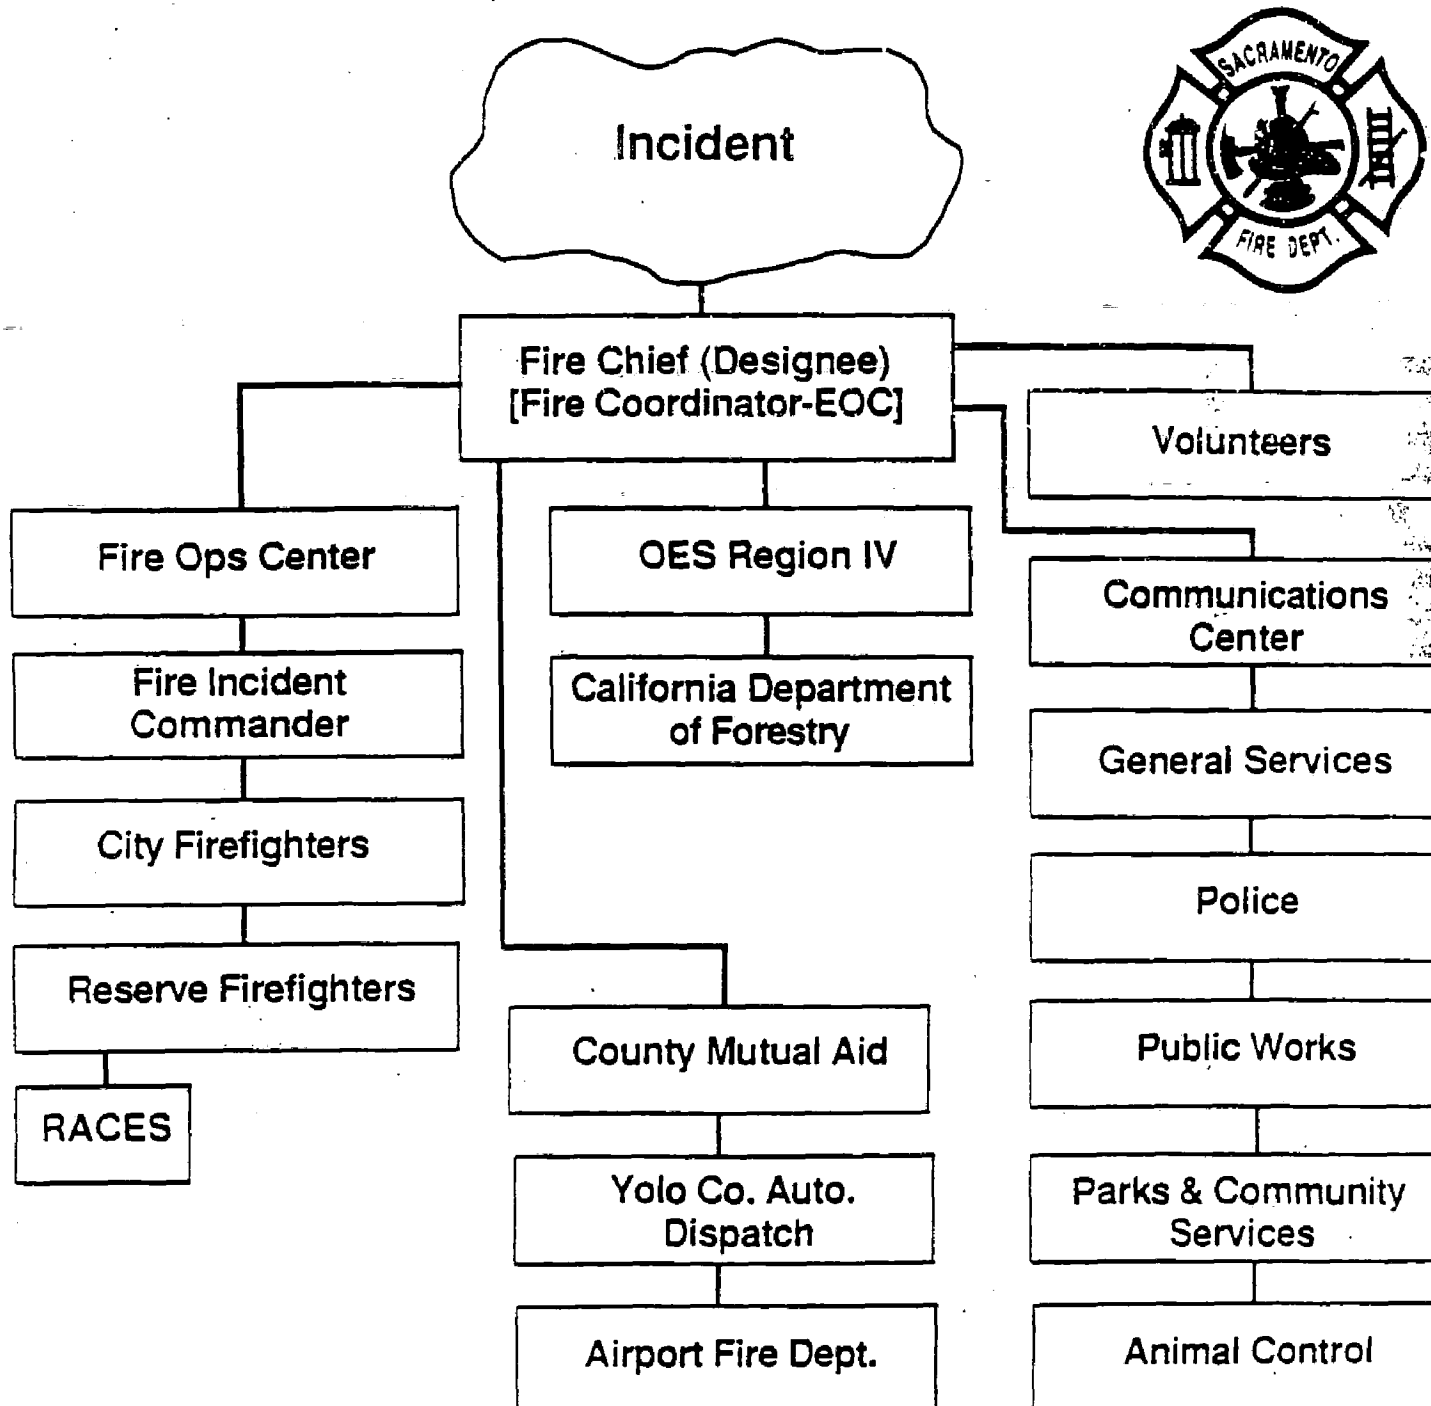 Incident
SACRAMENTO
FIRE DEPT.
Fire Chief (Designee)
[Fire Coordinator-EOC]
Volunteers
Fire Ops Center
OES Region IV
Communications
Center
Fire Incident
Commander
California Department
of Forestry
General Services
City Firefighters
Police
Reserve Firefighters
County Mutual Aid
Public Works
RACES
Yolo Co. Auto.
Dispatch
Parks & Community
Services
Airport Fire Dept.
Animal Control